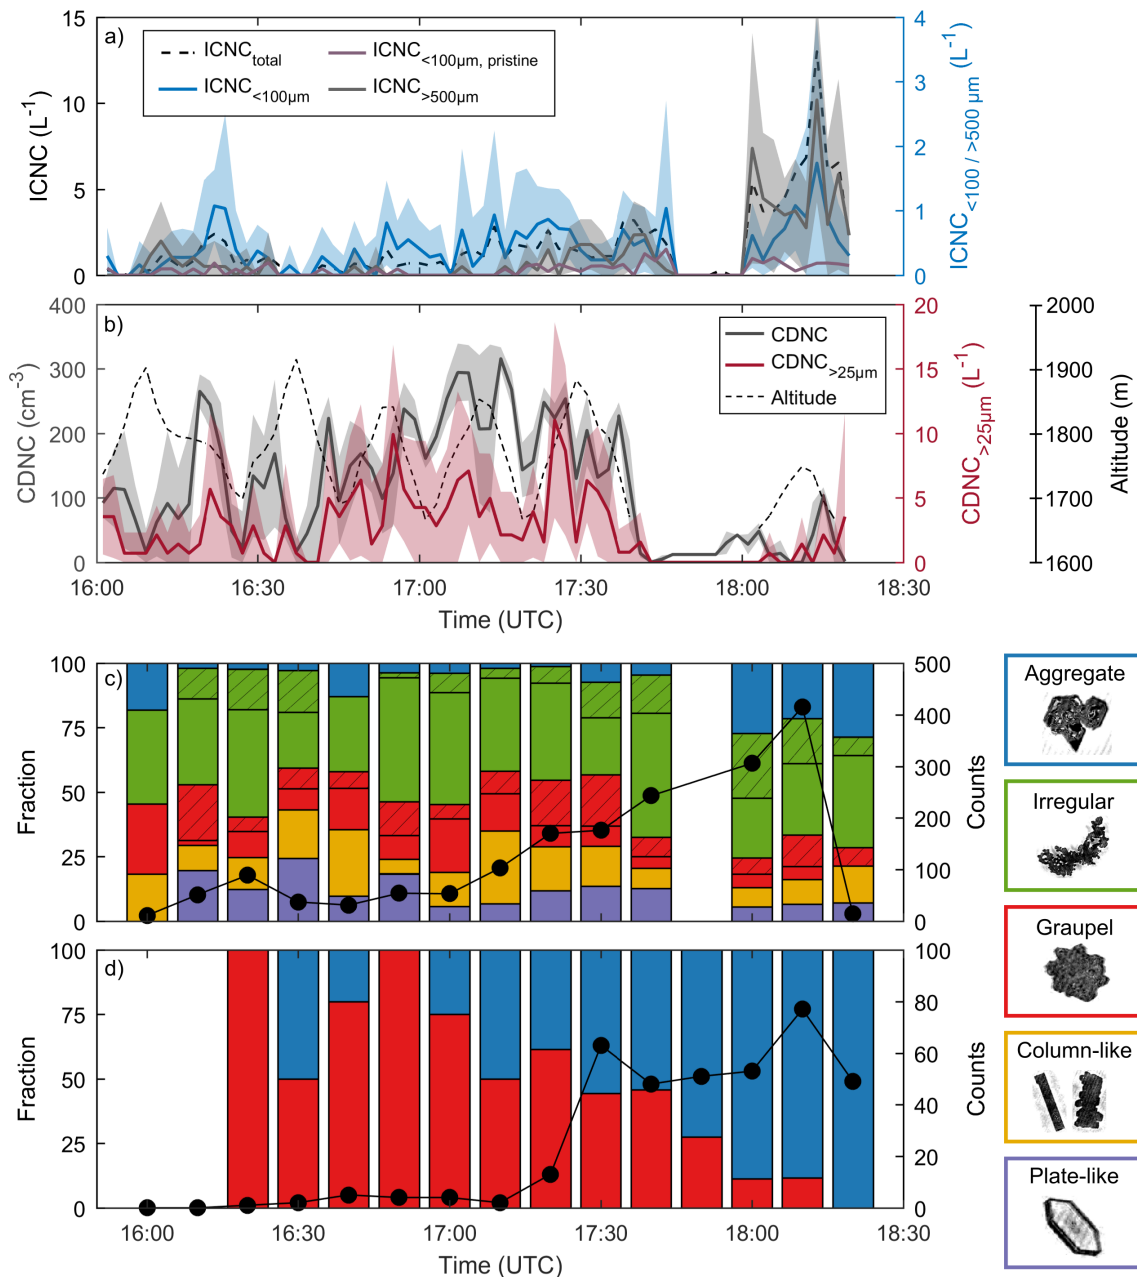 a)
ICNC_total
ICNC_<100μm, pristine
ICNC_<100μm
ICNC_>500μm
15
10
5
0
ICNC (L^-1)
4
3
2
1
0
ICNC_<100 / >500 μm (L^-1)
b)
CDNC
CDNC_>25μm
Altitude
400
300
200
100
0
CDNC (cm^-3)
20
15
10
5
0
CDNC_>25μm (L^-1)
2000
1900
1800
1700
1600
Altitude (m)
16:00 16:30 17:00 17:30 18:00 18:30
Time (UTC)
c)
100
75
50
25
0
Fraction
500
400
300
200
100
0
Counts
d)
100
75
50
25
0
Fraction
100
80
60
40
20
0
Counts
16:00 16:30 17:00 17:30 18:00 18:30
Time (UTC)
Aggregate
Irregular
Graupel
Column-like
Plate-like